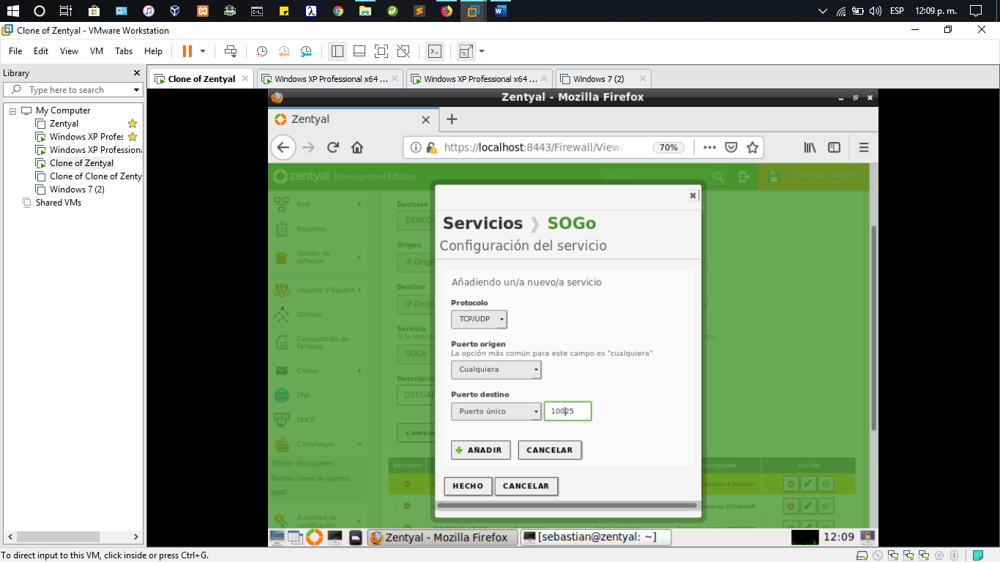 ESP
12:09 p. m.
Clone of Zentyal - VMware Workstation
File Edit View VM Tabs Help
Library
Type here to search
My Computer
Zentyal
Windows XP Profes
Windows XP Professiona
Clone of Zentyal
Clone of Clone of Zenty
Windows 7 (2)
Shared VMs
Clone of Zentyal
Windows XP Professional x64 ...
Windows XP Professional x64 ...
Windows 7 (2)
Zentyal - Mozilla Firefox
Zentyal
https://localhost:8443/Firewall/View/
70%
zentyal Development Edition
Buscar
GUARDAR CAMBIOS
Red
Registros
Gestión de
software
Usuarios y Equipos
Dominio
Compartición de
Ficheros
Correo
DNS
DHCP
Cortafuegos
Filtrado de paquetes
Redirecciones de puertos
SNAT
Autoridad de
certificación
Decisión
DENEGA
Origen
IP Orige
Destino
IP Desti
Servicio
Si la selecci
SOGo
Descripció
DEEGAR
CAMBIA
Servicios ❭ SOGo
Configuración del servicio
Añadiendo un/a nuevo/a servicio
Protocolo
TCP/UDP
Puerto origen
La opción más común para este campo es "cualquiera"
Cualquiera
Puerto destino
Puerto único
10025
AÑADIR
CANCELAR
HECHO
CANCELAR
Decisión
escripción
Acción
acceso a Zentyal
DENEGAR
Zentyal - Mozilla Firefox
[sebastian@zentyal: ~]
12:09
To direct input to this VM, click inside or press Ctrl+G.